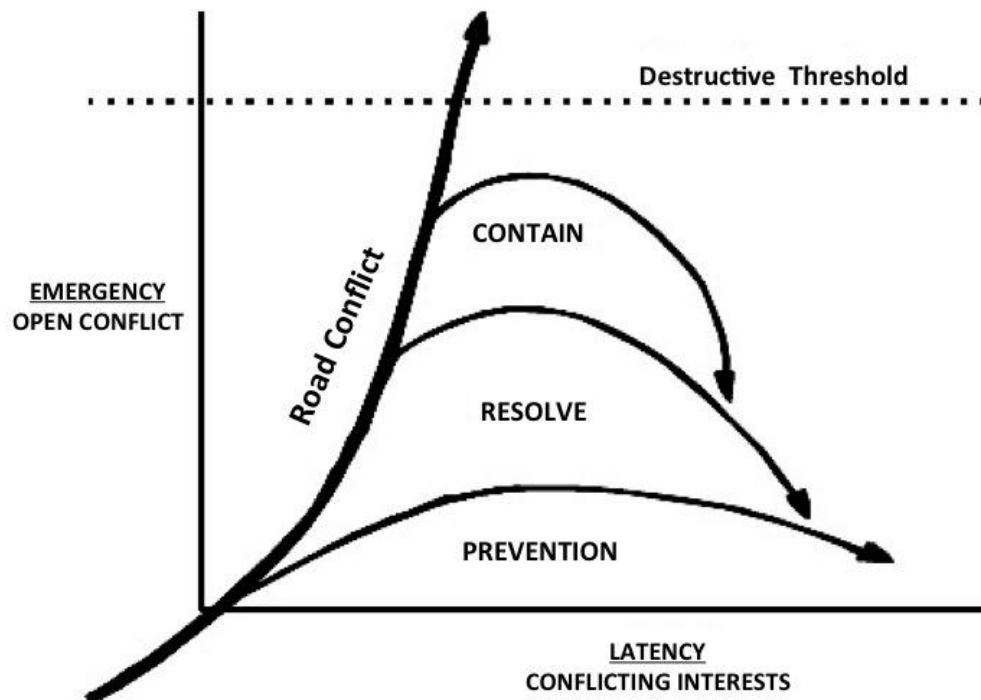 Destructive Threshold
CONTAIN
EMERGENCY
OPEN CONFLICT
Road Conflict
RESOLVE
PREVENTION
LATENCY
CONFLICTING INTERESTS